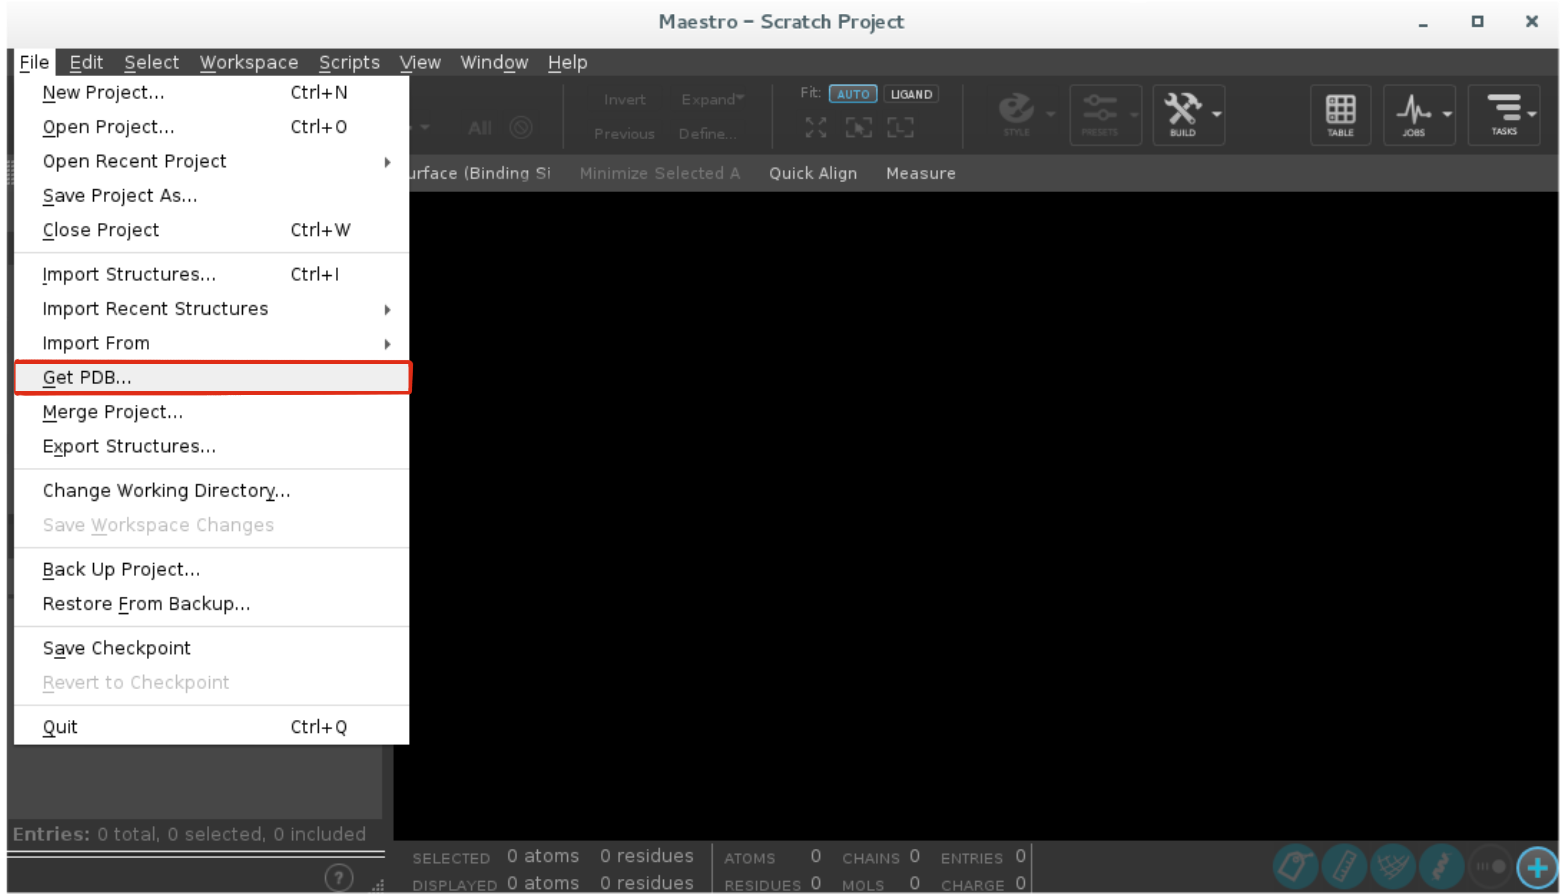 Maestro – Scratch Project
File Edit Select Workspace Scripts View Window Help
New Project... Ctrl+N
Open Project... Ctrl+O
Open Recent Project
Save Project As...
Close Project Ctrl+W
Import Structures... Ctrl+I
Import Recent Structures
Import From
Get PDB...
Merge Project...
Export Structures...
Change Working Directory...
Save Workspace Changes
Back Up Project...
Restore From Backup...
Save Checkpoint
Revert to Checkpoint
Quit Ctrl+Q
All
Invert Expand
Previous Define...
Fit: AUTO LIGAND
STYLE PRESETS BUILD TABLE JOBS TASKS
urface (Binding Si Minimize Selected A Quick Align Measure
Entries: 0 total, 0 selected, 0 included
?
SELECTED 0 atoms 0 residues ATOMS 0 CHAINS 0 ENTRIES 0
DISPLAYED 0 atoms 0 residues RESIDUES 0 MOLS 0 CHARGE 0